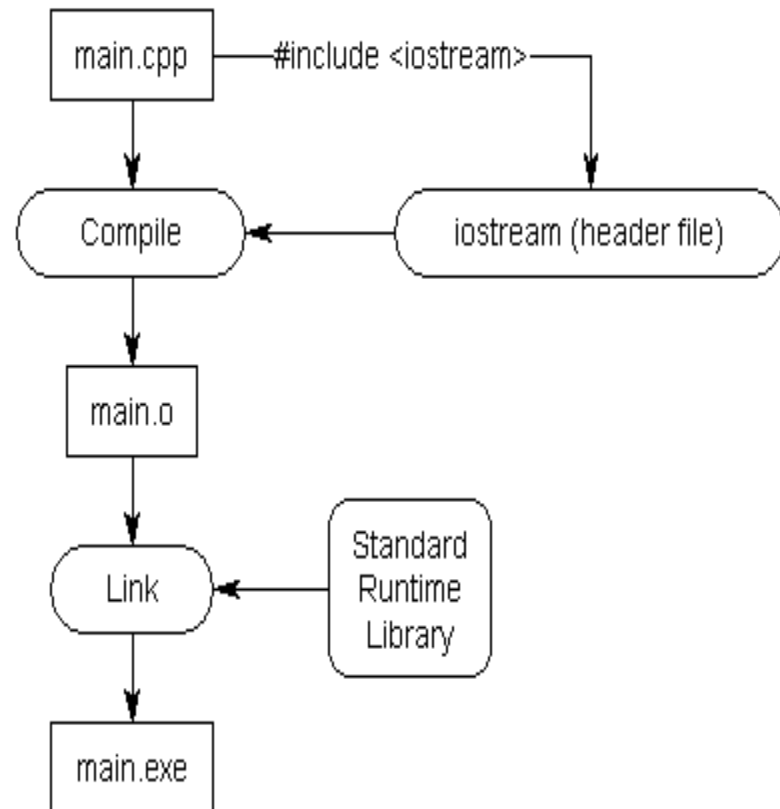 main.cpp
#include <iostream>
Compile
iostream (header file)
main.o
Standard
Runtime
Library
Link
main.exe